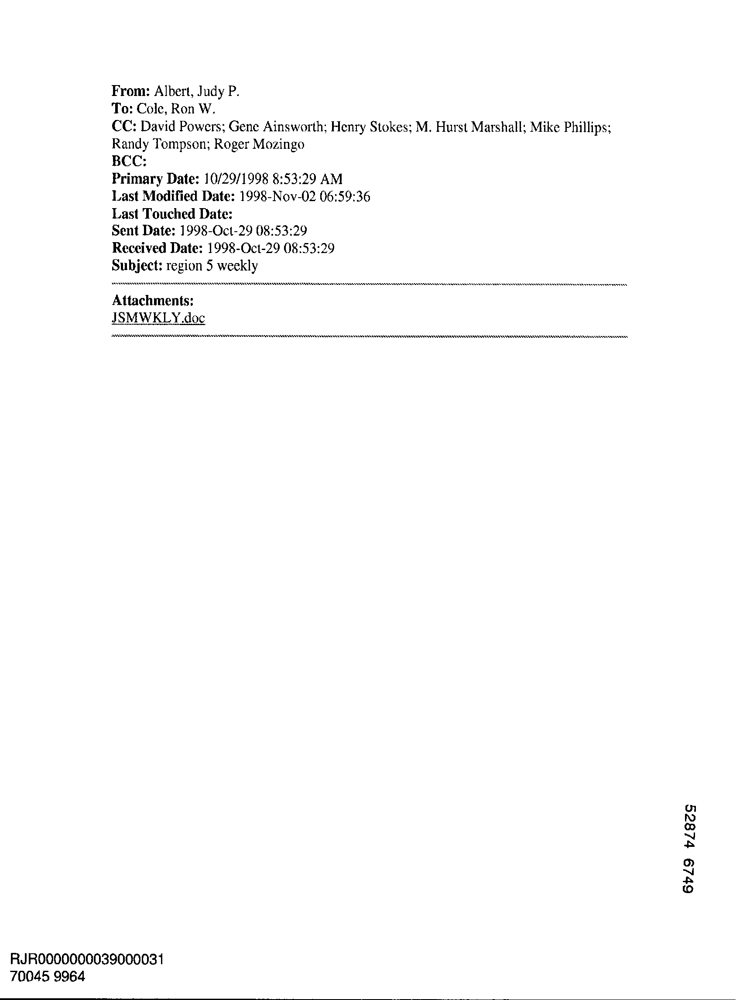 From: Albert, Judy P.
To: Cole, Ron W.
CC: David Powers; Gene Ainsworth; Henry Stokes; M. Hurst Marshall; Mike Phillips;
Randy Tompson; Roger Mozingo
BCC:
Primary Date: 10/29/1998 8:53:29 AM
Last Modified Date: 1998-Nov-02 06:59:36
Last Touched Date:
Sent Date: 1998-Oct-29 08:53:29
Received Date: 1998-Oct-29 08:53:29
Subject: region 5 weekly
Attachments:
JSMWKLY.doc
52874 6749
RJR0000000039000031
70045 9964